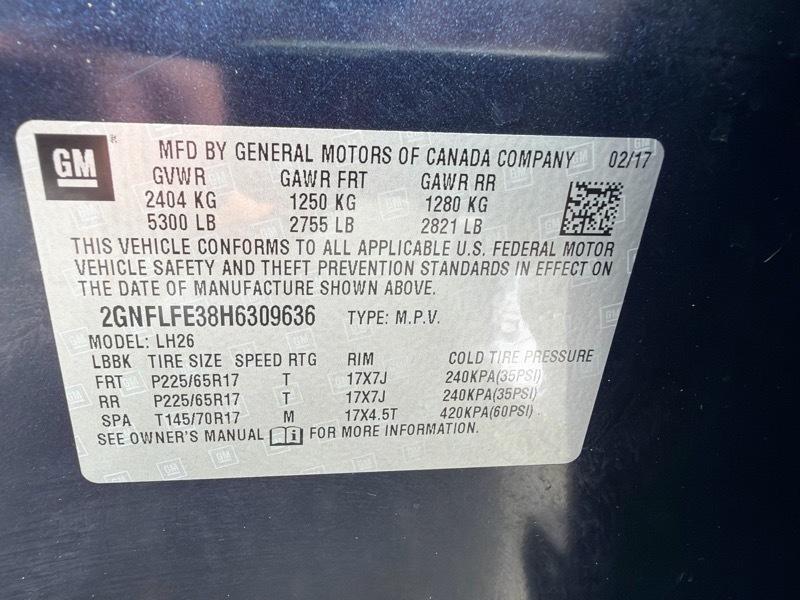 GM
MFD BY GENERAL MOTORS OF CANADA COMPANY 02/17
GVWR GAWR FRT GAWR RR
2404 KG 1250 KG 1280 KG
5300 LB 2755 LB 2821 LB
THIS VEHICLE CONFORMS TO ALL APPLICABLE U.S. FEDERAL MOTOR
VEHICLE SAFETY AND THEFT PREVENTION STANDARDS IN EFFECT ON
THE DATE OF MANUFACTURE SHOWN ABOVE.
2GNFLFE38H6309636 TYPE: M.P.V.
MODEL: LH26
LBBK TIRE SIZE SPEED RTG RIM COLD TIRE PRESSURE
FRT P225/65R17 T 17X7J 240KPA(35PSI)
RR P225/65R17 T 17X7J 240KPA(35PSI)
SPA T145/70R17 M 17X4.5T 420KPA(60PSI)
SEE OWNER'S MANUAL i FOR MORE INFORMATION.